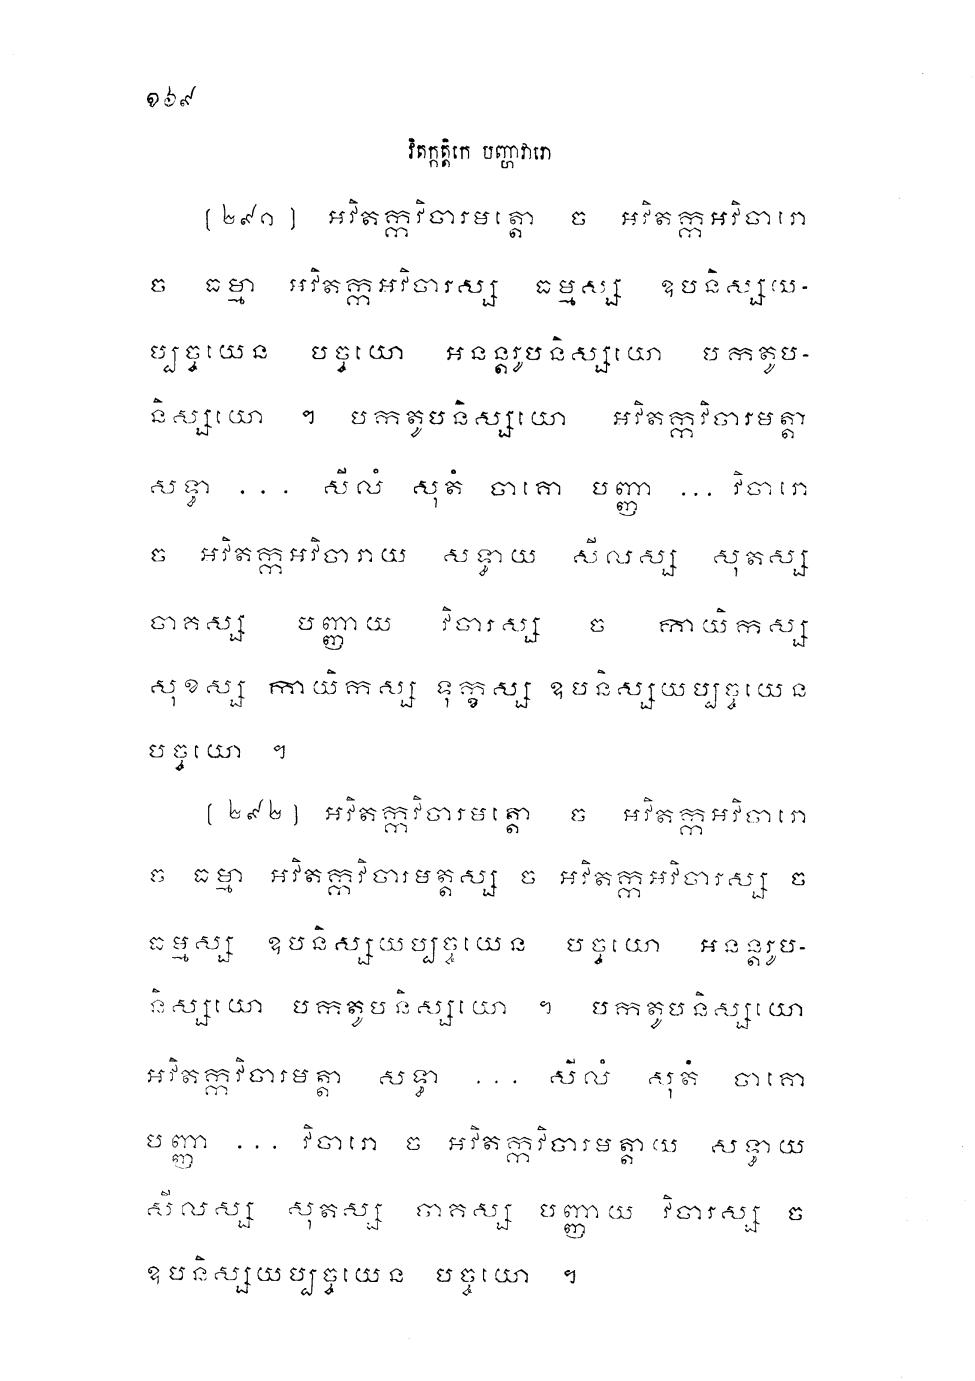 ១៦៩
វិតក្កត្តិកេ បញ្ហាវារោ
[២៩១] អវិតក្កវិចារមត្តោ ច អវិតក្កអវិចារោ
ច ធម្មា អវិតក្កអវិចារស្ស ធម្មស្ស ឧបនិស្សយ-
ប្បច្ចយេន បច្ចយោ អនន្តរូបនិស្សយោ បកតូប-
និស្សយោ ។ បកតូបនិស្សយោ អវិតក្កវិចារមត្តា
សទ្ធា ... សីលំ សុតំ ចាគោ បញ្ញា ... វិចារោ
ច អវិតក្កអវិចារាយ សទ្ធាយ សីលស្ស សុតស្ស
ចាគស្ស បញ្ញាយ វិចារស្ស ច កាយិកស្ស
សុខស្ស កាយិកស្ស ទុក្ខស្ស ឧបនិស្សយប្បច្ចយេន
បច្ចយោ ។
[២៩២] អវិតក្កវិចារមត្តោ ច អវិតក្កអវិចារោ
ច ធម្មា អវិតក្កវិចារមត្តស្ស ច អវិតក្កអវិចារស្ស ច
ធម្មស្ស ឧបនិស្សយប្បច្ចយេន បច្ចយោ អនន្តរូប-
និស្សយោ បកតូបនិស្សយោ ។ បកតូបនិស្សយោ
អវិតក្កវិចារមត្តា សទ្ធា ... សីលំ សុតំ ចាគោ
បញ្ញា ... វិចារោ ច អវិតក្កវិចារមត្តាយ សទ្ធាយ
សីលស្ស សុតស្ស ចាគស្ស បញ្ញាយ វិចារស្ស ច
ឧបនិស្សយប្បច្ចយេន បច្ចយោ ។